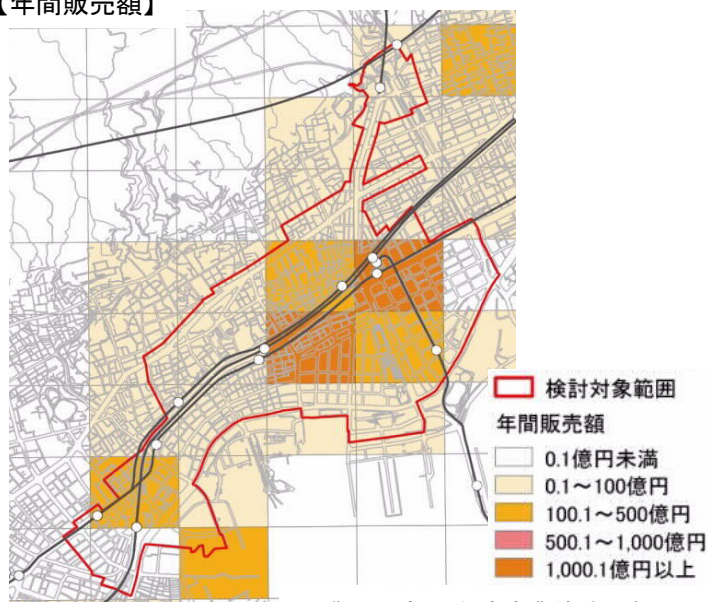 【年間販売額】
検討対象範囲
年間販売額
0.1億円未満
0.1～100億円
100.1～500億円
500.1～1,000億円
1,000.1億円以上